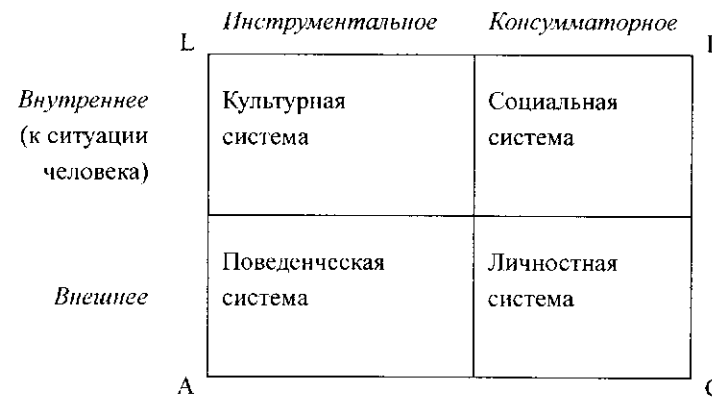 Инструментальное Консумматорное
L I
Внутреннее
(к ситуации
человека)
Культурная
система
Социальная
система
Внешнее
Поведенческая
система
Личностная
система
A